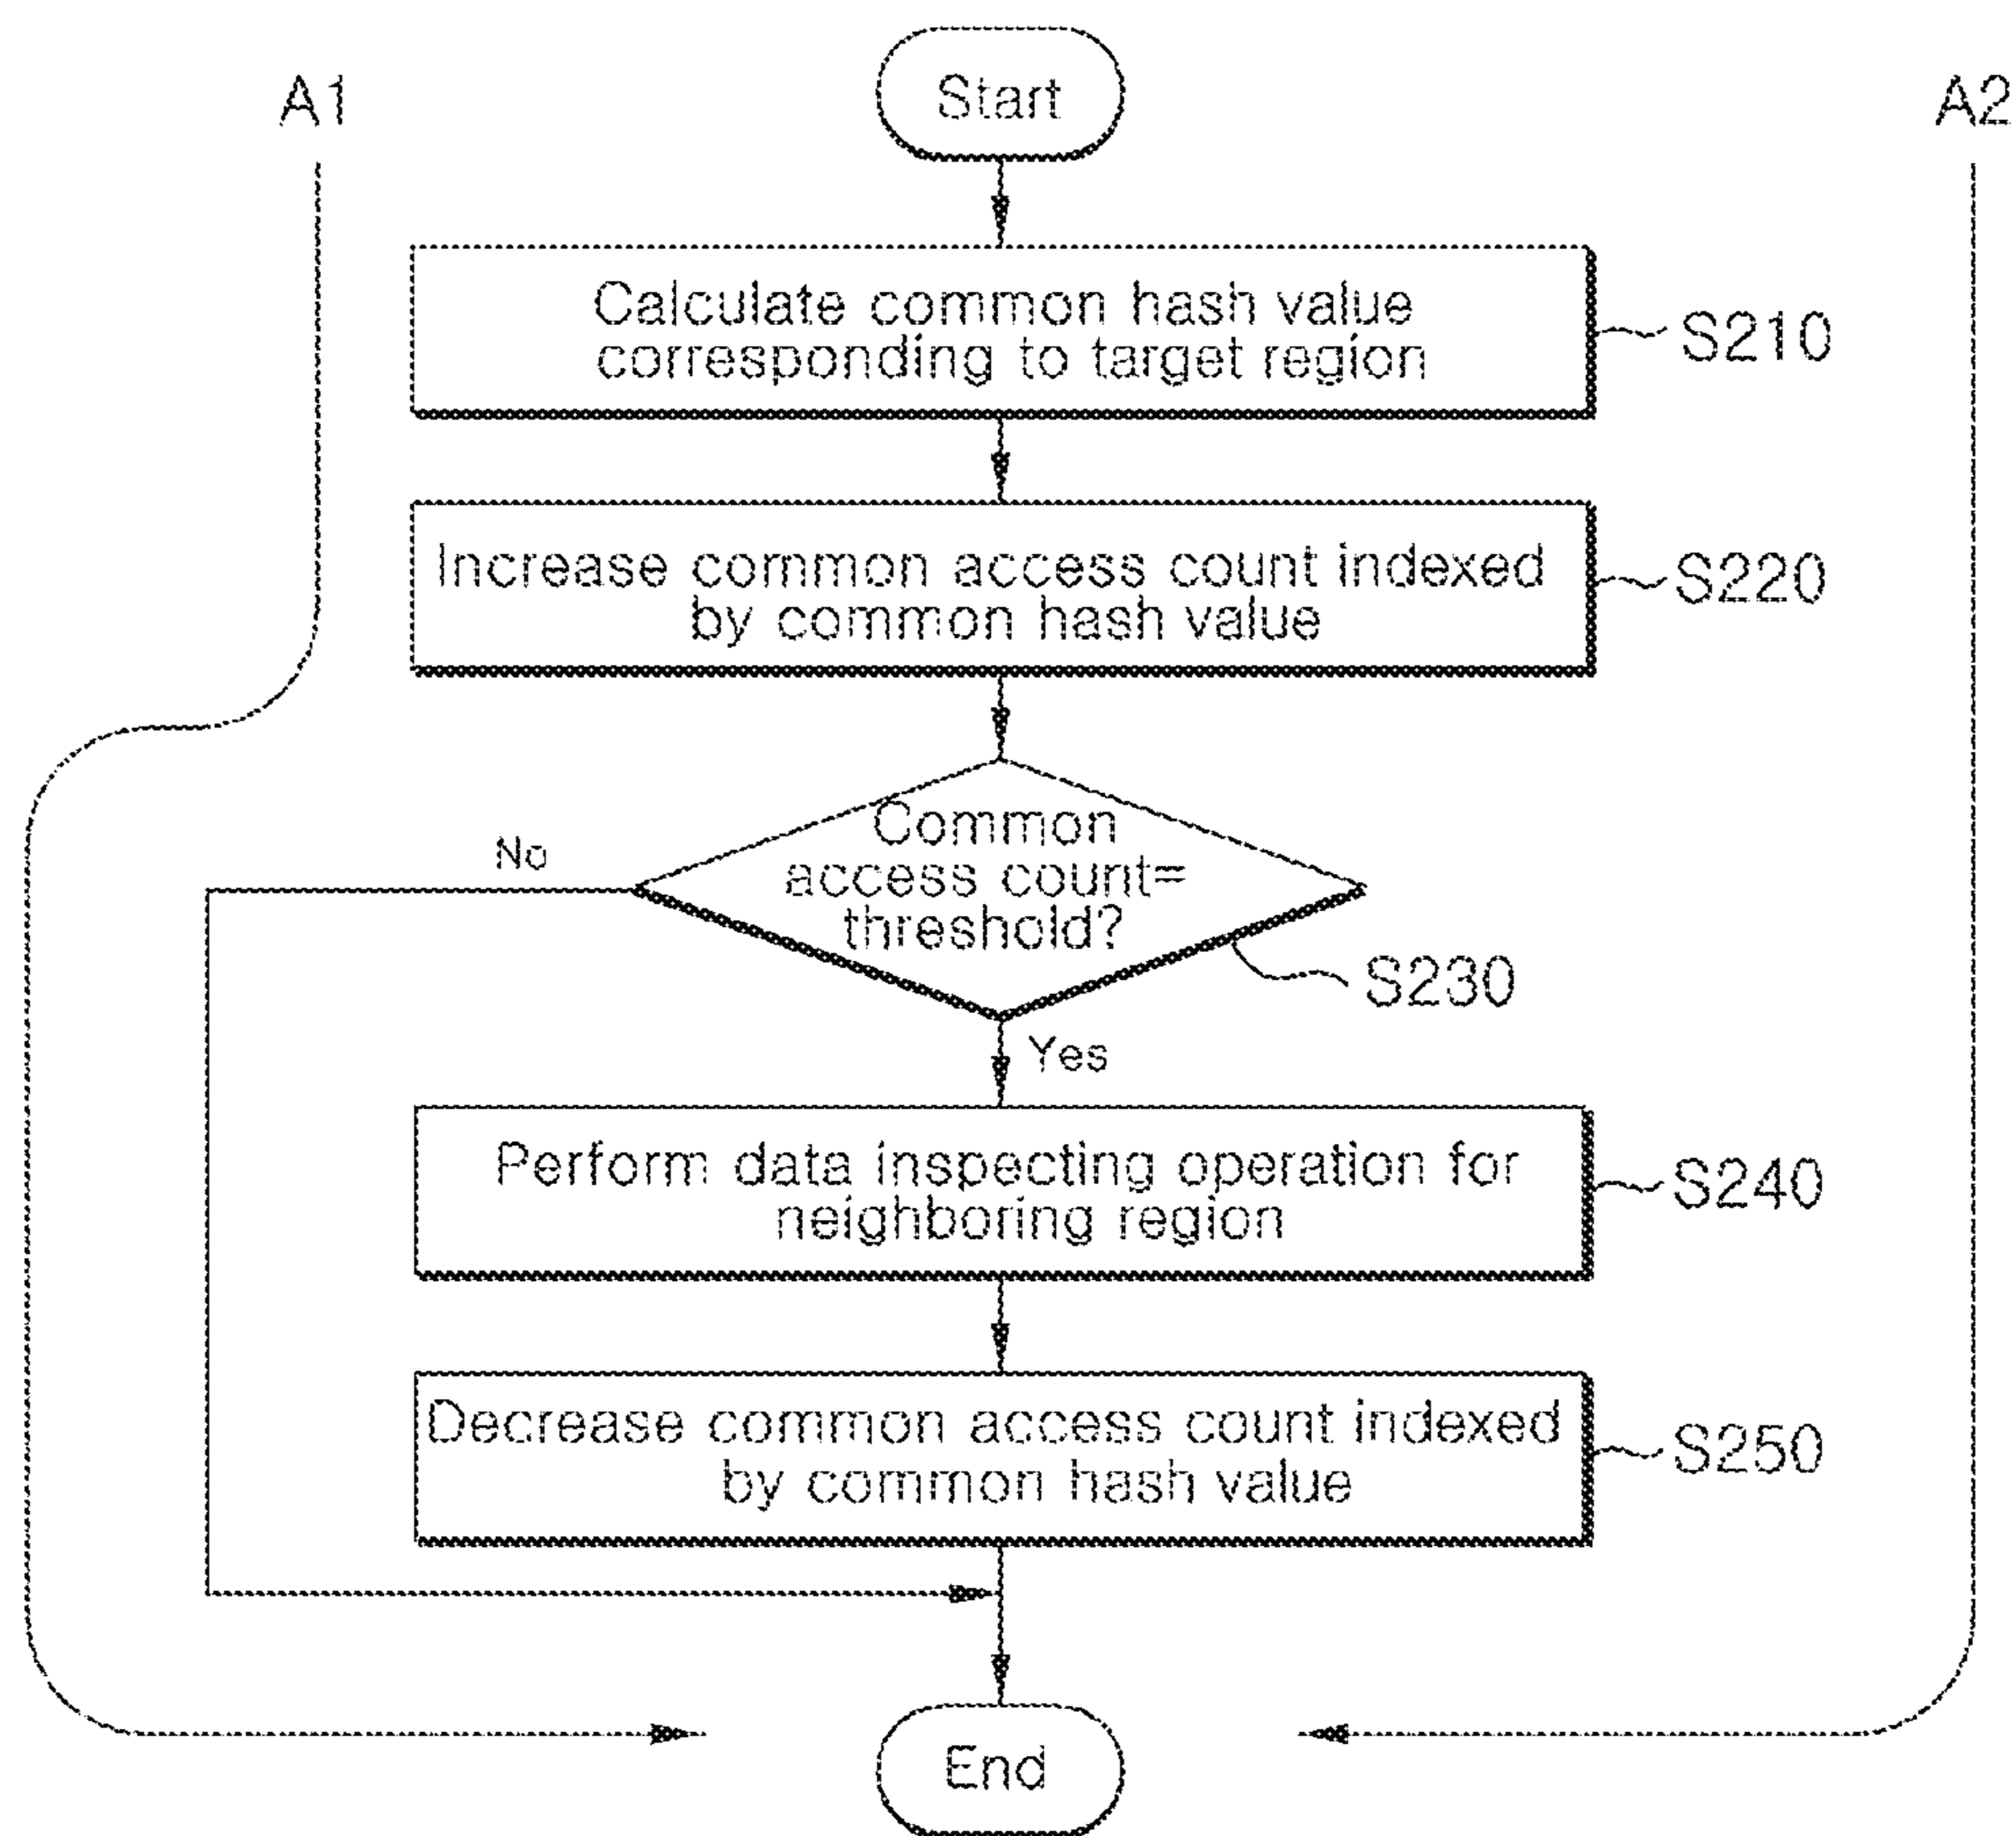 A1
Start
A2
Calculate common hash value
corresponding to target region
S210
Increase common access count indexed
by common hash value
S220
Common
access count=
threshold?
No
S230
Yes
Perform data inspecting operation for
neighboring region
S240
Decrease common access count indexed
by common hash value
S250
End